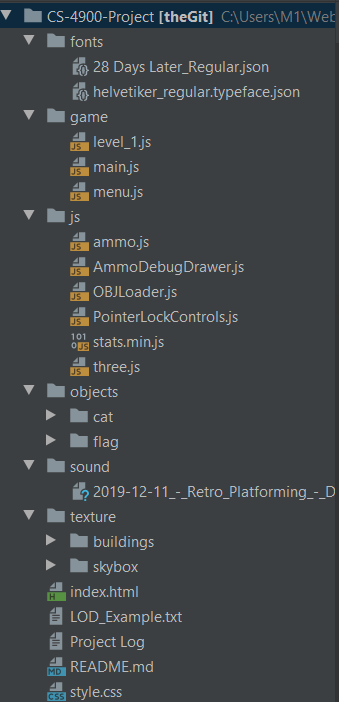 CS-4900-Project [theGit] C:\Users\M1\Web
fonts
28 Days Later_Regular.json
helvetiker_regular.typeface.json
game
level_1.js
main.js
menu.js
js
ammo.js
AmmoDebugDrawer.js
OBJLoader.js
PointerLockControls.js
stats.min.js
three.js
objects
cat
flag
sound
2019-12-11_-_Retro_Platforming_-_D
texture
buildings
skybox
index.html
LOD_Example.txt
Project Log
README.md
style.css